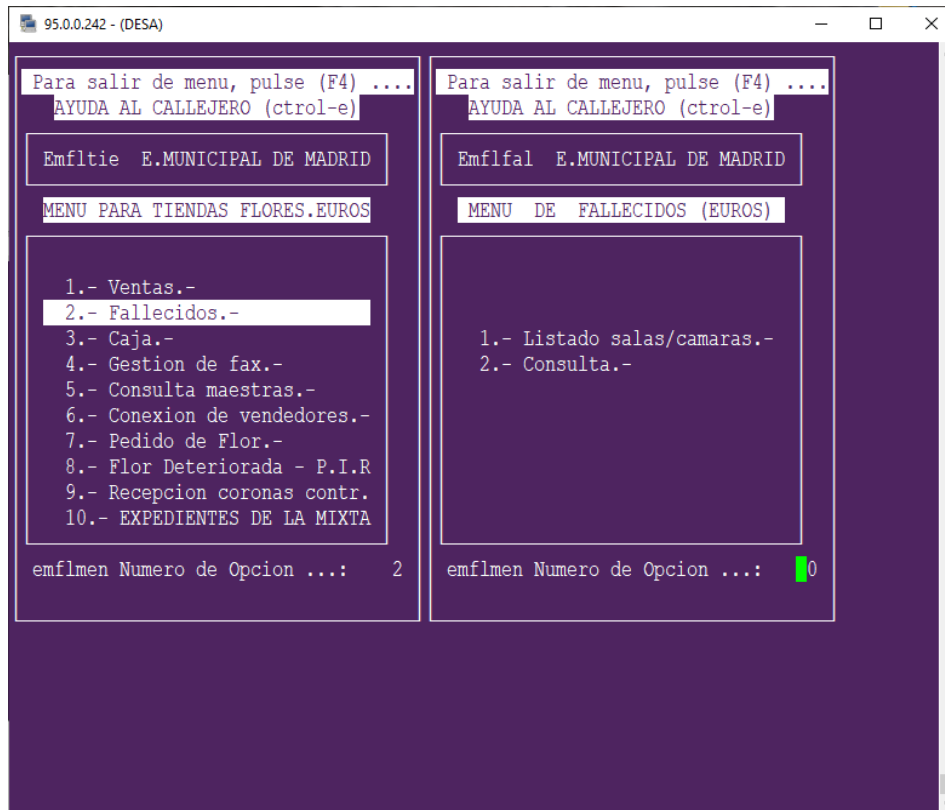 95.0.0.242 - (DESA)
Para salir de menu, pulse (F4) ....
AYUDA AL CALLEJERO (ctrol-e)
Emfltie E.MUNICIPAL DE MADRID
MENU PARA TIENDAS FLORES.EUROS
1.- Ventas.-
2.- Fallecidos.-
3.- Caja.-
4.- Gestion de fax.-
5.- Consulta maestras.-
6.- Conexion de vendedores.-
7.- Pedido de Flor.-
8.- Flor Deteriorada - P.I.R
9.- Recepcion coronas contr.
10.- EXPEDIENTES DE LA MIXTA
emflmen Numero de Opcion ...: 2
Para salir de menu, pulse (F4) ....
AYUDA AL CALLEJERO (ctrol-e)
Emflfal E.MUNICIPAL DE MADRID
MENU DE FALLECIDOS (EUROS)
1.- Listado salas/camaras.-
2.- Consulta.-
emflmen Numero de Opcion ...: 0